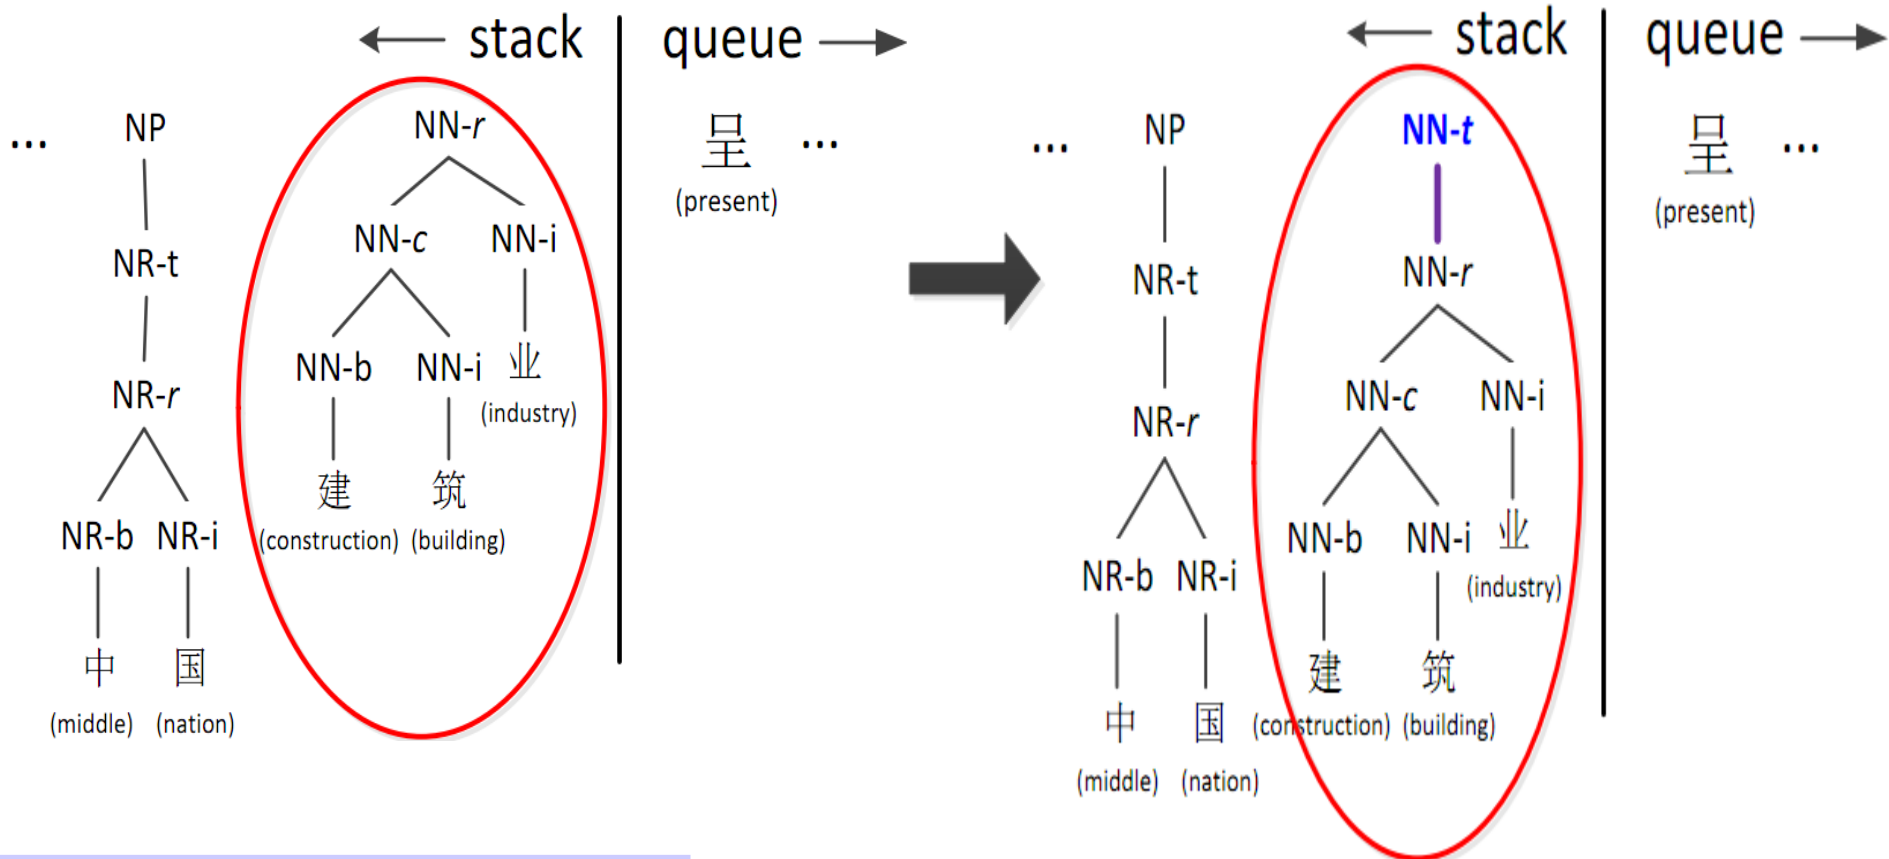 ← stack queue →
... NP NN-r 呈 ...
(present)
NR-t NN-c NN-i
NR-r NN-b NN-i 业
(industry)
建 筑
NR-b NR-i (construction) (building)
中 国
(middle) (nation)
← stack queue →
... NP NN-t 呈 ...
(present)
NR-t NN-r
NR-r NN-c NN-i
NR-b NR-i NN-b NN-i 业
(industry)
建 筑
中 国 (construction) (building)
(middle) (nation)